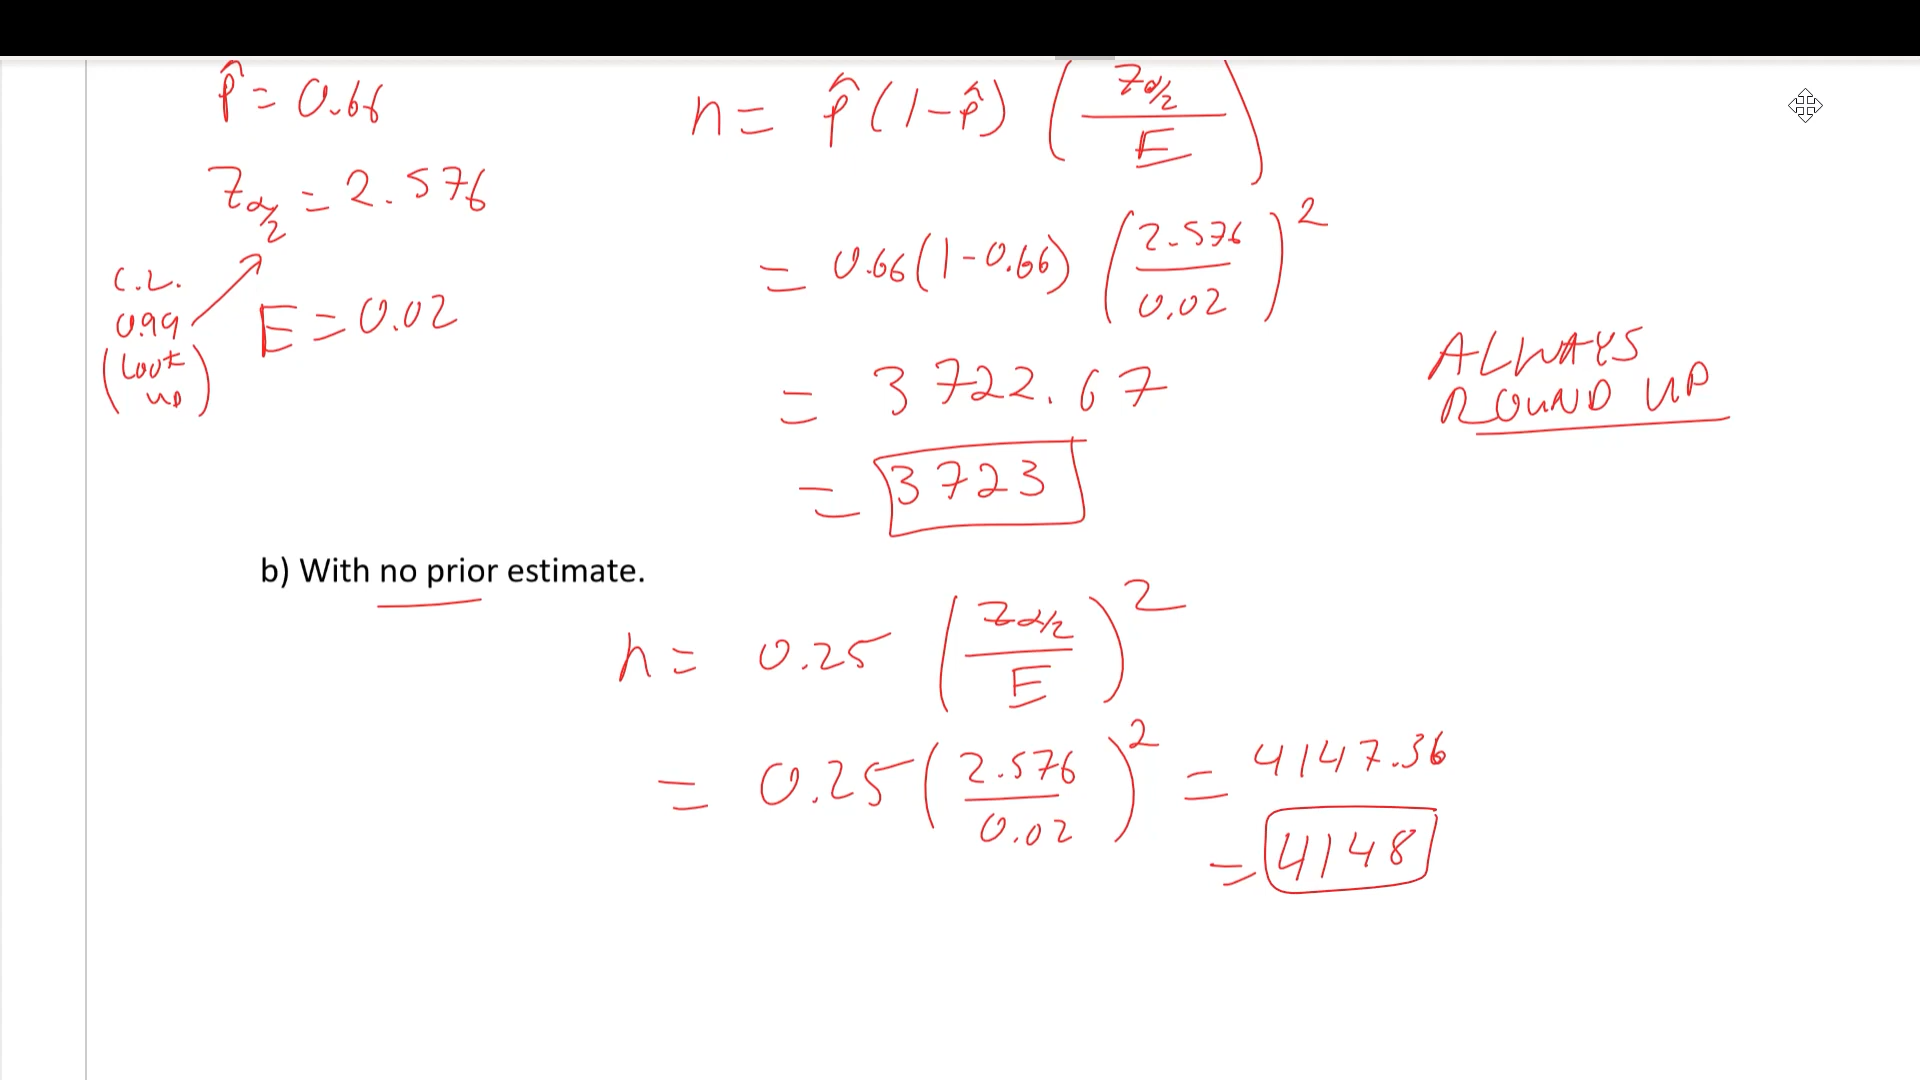 p̂ = 0.66
n = p̂ (1 - p̂) ( Zα/2 / E )
Zα/2 = 2.576
= 0.66 (1 - 0.66) ( 2.576 / 0.02 )²
C.L.
0.99
(Look
up)
E = 0.02
= 3722.67
ALWAYS
ROUND UP
= 3723
b) With no prior estimate.
n = 0.25 ( Zα/2 / E )²
= 0.25 ( 2.576 / 0.02 )² = 4147.36
= 4148